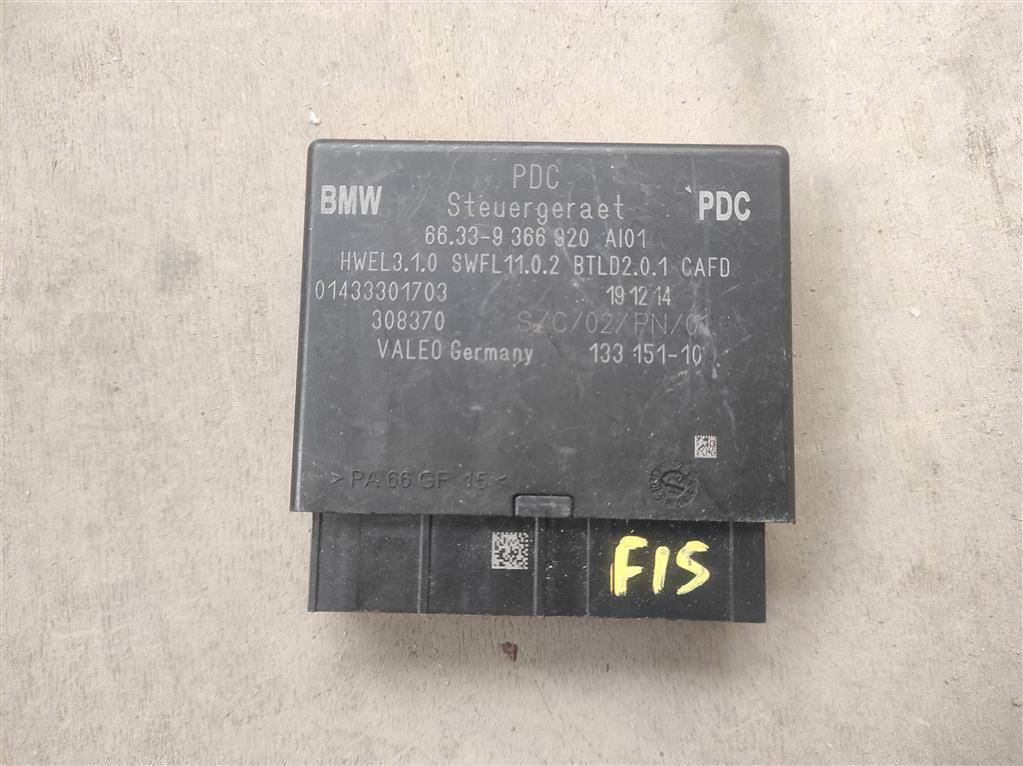 PDC
BMW Steuergeraet PDC
66.33-9 366 920 AI01
HWEL3.1.0 SWFL11.0.2 BTLD2.0.1 CAFD
01433301703 19 12 14
308370 S/C/02/PN/01
VALEO Germany 133 151-10
> PA 66 GF 15 <
F15